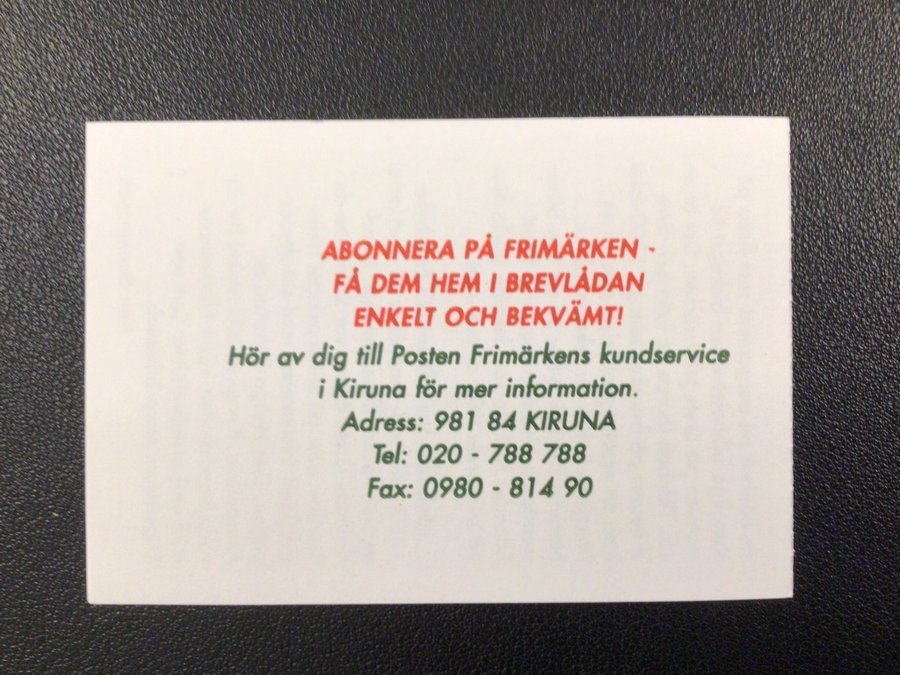 ABONNERA PÅ FRIMÄRKEN -
FÅ DEM HEM I BREVLÅDAN
ENKELT OCH BEKVÄMT!
Hör av dig till Posten Frimärkens kundservice
i Kiruna för mer information.
Adress: 981 84 KIRUNA
Tel: 020 - 788 788
Fax: 0980 - 814 90